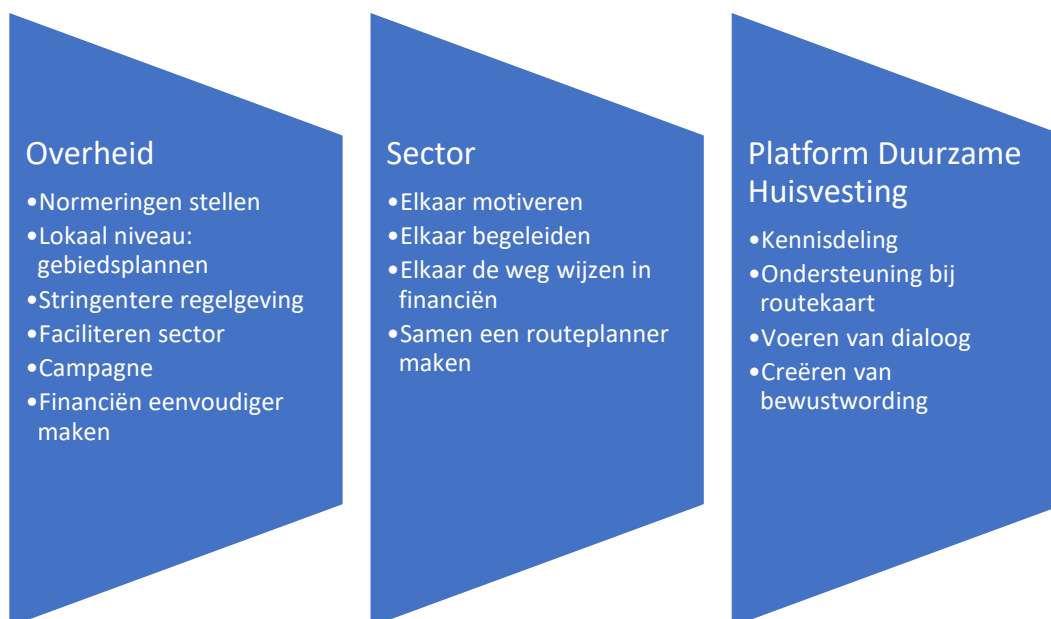 Overheid
•Normeringen stellen
•Lokaal niveau:
gebiedsplannen
•Stringentere regelgeving
•Faciliteren sector
•Campagne
•Financiën eenvoudiger
maken
Sector
•Elkaar motiveren
•Elkaar begeleiden
•Elkaar de weg wijzen in
financiën
•Samen een routeplanner
maken
Platform Duurzame
Huisvesting
•Kennisdeling
•Ondersteuning bij
routekaart
•Voeren van dialoog
•Creëren van
bewustwording